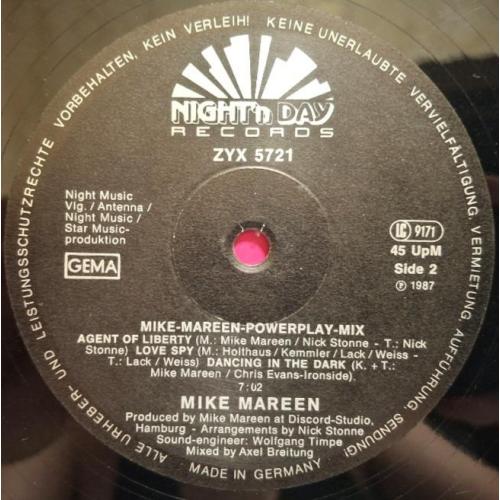 ALLE URHEBER- UND LEISTUNGSSCHUTZRECHTE VORBEHALTEN, KEIN VERLEIH! KEINE UNERLAUBTE VERVIELFÄLTIGUNG, VERMIETUNG, AUFFÜHRUNG, SENDUNG!
NIGHT'n DAY
RECORDS
ZYX 5721
Night Music
Vlg. / Antenna /
Night Music /
Star Music-
produktion
GEMA
LC 9171
45 UpM
Side 2
Ⓟ 1987
MIKE-MAREEN-POWERPLAY-MIX
AGENT OF LIBERTY (M.: Mike Mareen / Nick Stonne - T.: Nick
Stonne) LOVE SPY (M.: Holthaus / Kemmler / Lack / Weiss -
T.: Lack / Weiss) DANCING IN THE DARK (K. + T.:
Mike Mareen / Chris Evans-Ironside)
7:02
MIKE MAREEN
Produced by Mike Mareen at Discord-Studio,
Hamburg - Arrangements by Nick Stonne
Sound-engineer: Wolfgang Timpe
Mixed by Axel Breitung
MADE IN GERMANY